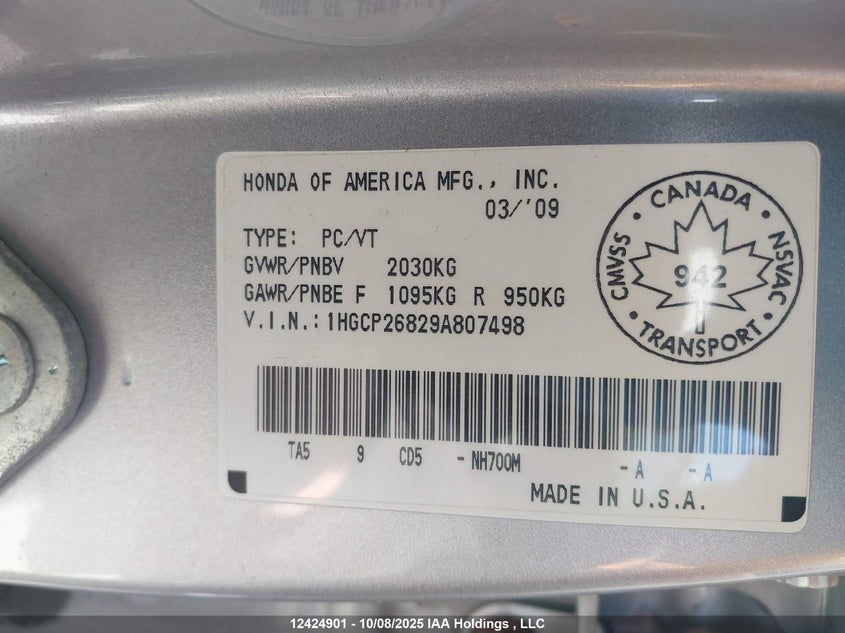 HONDA OF AMERICA MFG., INC.
03/'09
TYPE: PC/VT
GVWR/PNBV 2030KG
GAWR/PNBE F 1095KG R 950KG
V.I.N.: 1HGCP26829A807498
CANADA
CMVSS
NSVAC
942
TRANSPORT
TA5 9 CD5 - NH700M - A - A
MADE IN U.S.A.
12424901 - 10/08/2025 IAA Holdings , LLC